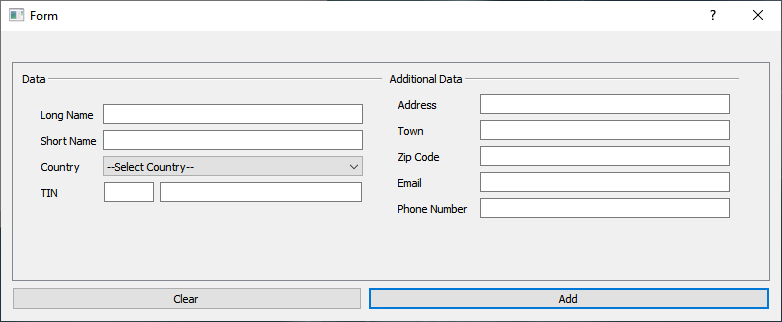 Form
?
Data
Long Name
Short Name
Country
--Select Country--
TIN
Additional Data
Address
Town
Zip Code
Email
Phone Number
Clear
Add